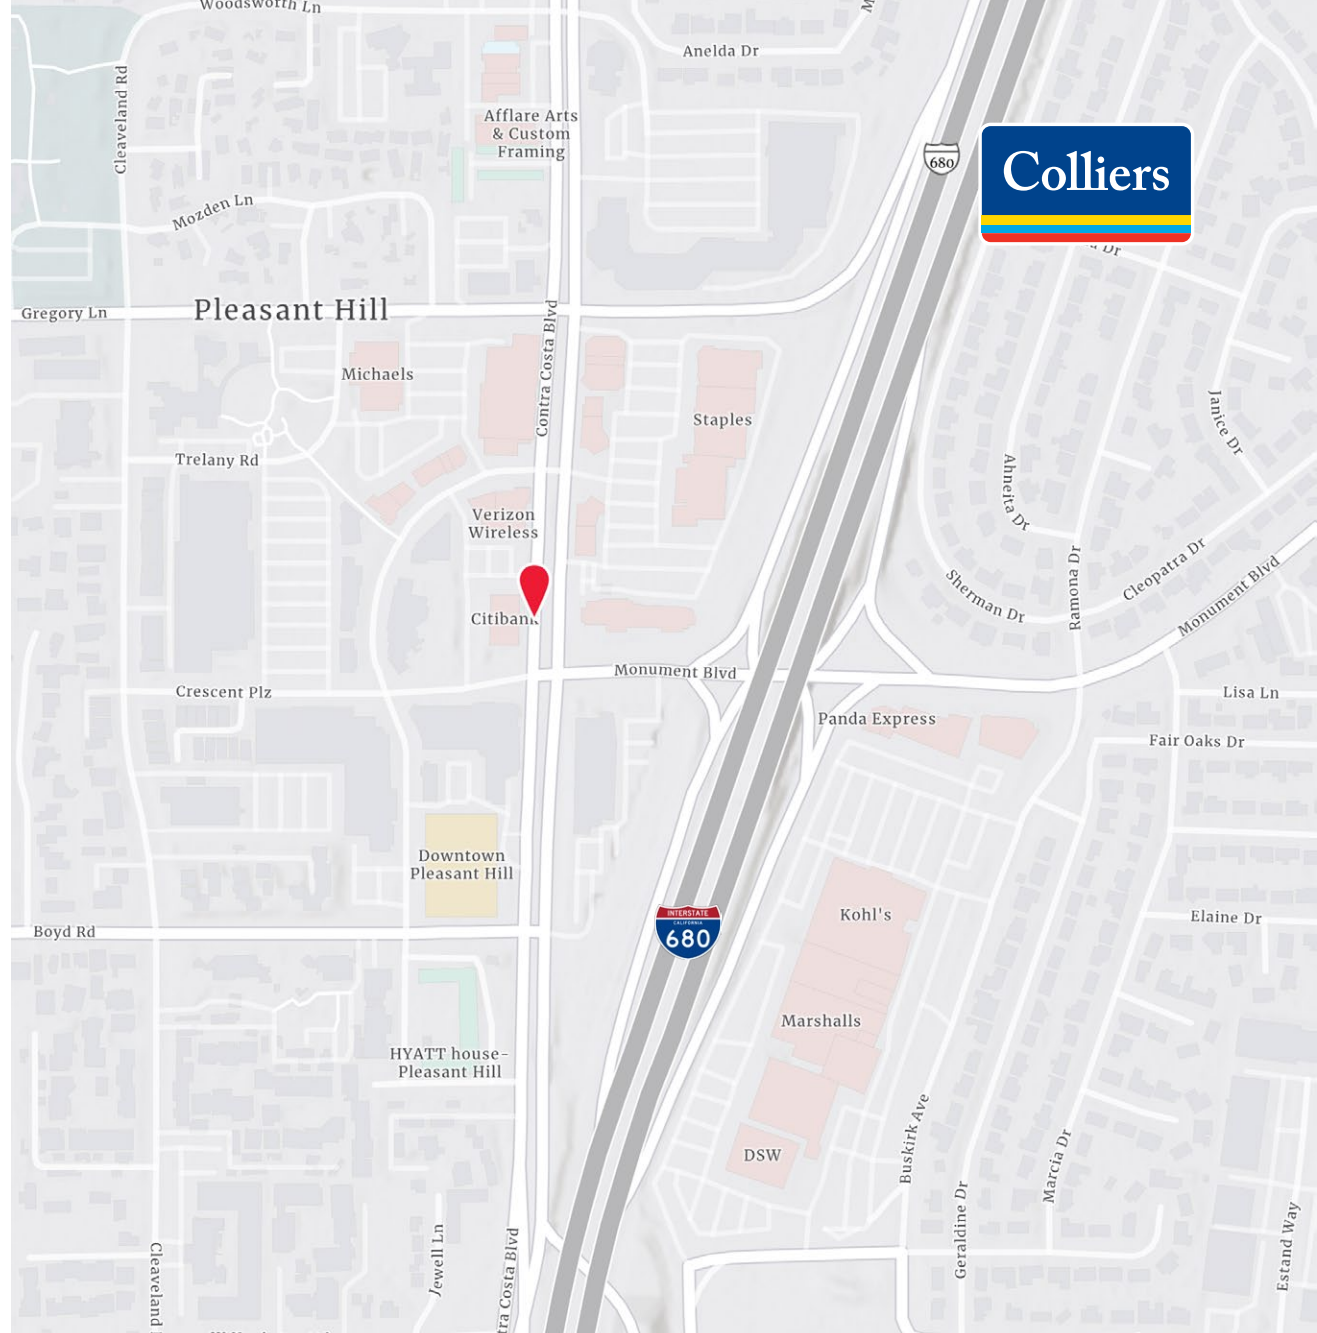 Woodsworth Ln
Anelda Dr
Cleaveland Rd
Afflare Arts
& Custom
Framing
680
Colliers
Mozden Ln
Dr
Gregory Ln
Pleasant Hill
Contra Costa Blvd
Michaels
Staples
Janice Dr
Trelany Rd
Ahneita Dr
Verizon
Wireless
Sherman Dr
Ramona Dr
Cleopatra Dr
Monument Blvd
Citibank
Monument Blvd
Crescent Plz
Lisa Ln
Panda Express
Fair Oaks Dr
Downtown
Pleasant Hill
Kohl's
INTERSTATE
CALIFORNIA
680
Elaine Dr
Boyd Rd
Marshalls
HYATT house-
Pleasant Hill
Buskirk Ave
DSW
Marcia Dr
Geraldine Dr
Estand Way
Jewell Ln
Cleaveland
tra Costa Blvd